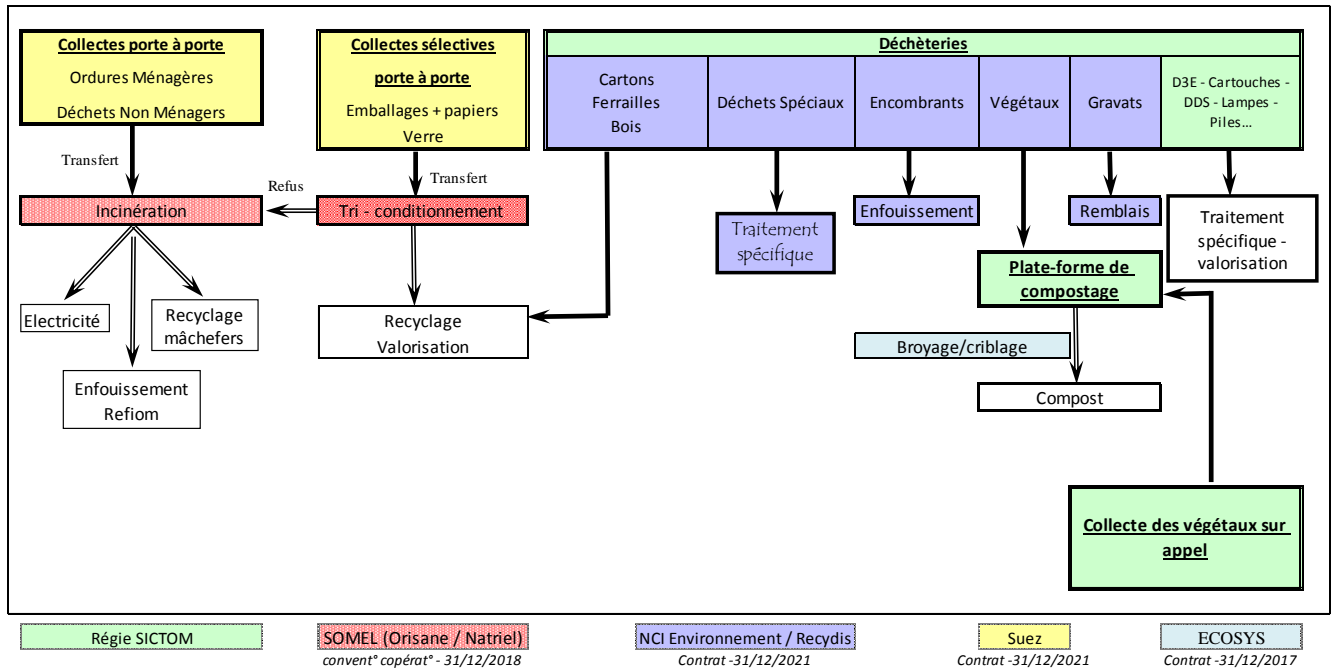 Collectes porte à porte
Ordures Ménagères
Déchets Non Ménagers
Collectes sélectives
porte à porte
Emballages + papiers
Verre
Déchèteries
Cartons
Ferrailles
Bois
Déchets Spéciaux
Encombrants
Végétaux
Gravats
D3E - Cartouches -
DDS - Lampes -
Piles...
Transfert
Refus
Transfert
Incinération
Tri - conditionnement
Traitement
spécifique
Enfouissement
Remblais
Traitement
spécifique -
valorisation
Plate-forme de
compostage
Electricité
Recyclage
mâchefers
Recyclage
Valorisation
Broyage/criblage
Enfouissement
Refiom
Compost
Collecte des végétaux sur
appel
Régie SICTOM
SOMEL (Orisane / Natriel)
convent° copérat° - 31/12/2018
NCI Environnement / Recydis
Contrat -31/12/2021
Suez
Contrat -31/12/2021
ECOSYS
Contrat -31/12/2017